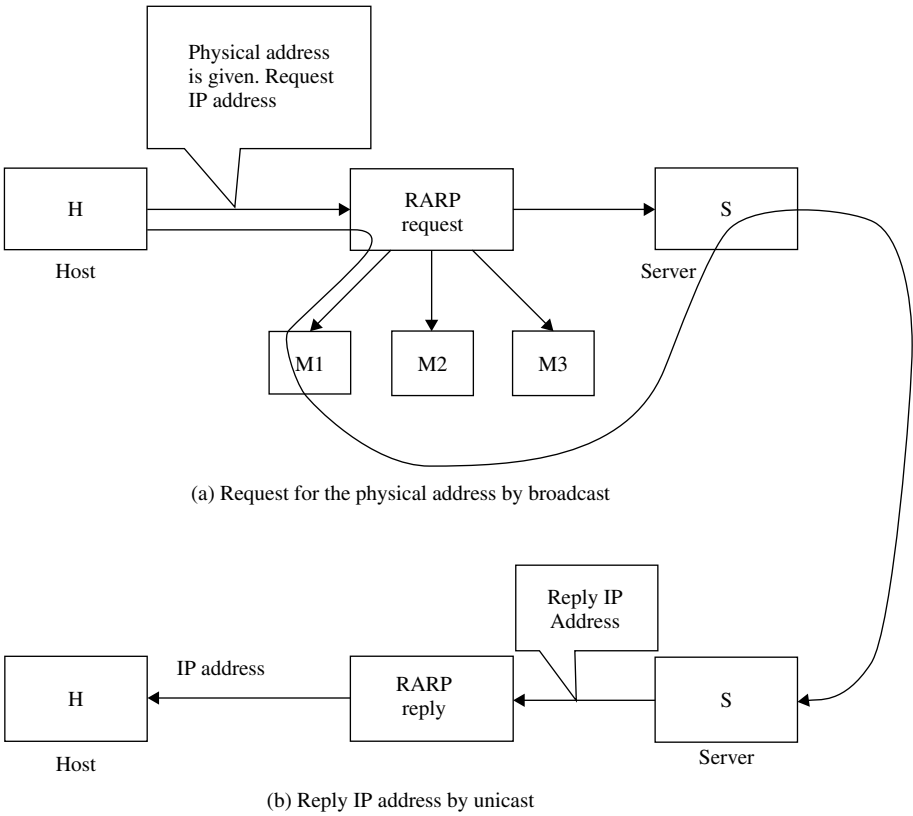 Physical address
is given. Request
IP address
H
RARP
request
S
Host
Server
M1
M2
M3
(a) Request for the physical address by broadcast
Reply IP
Address
IP address
H
RARP
reply
S
Host
Server
(b) Reply IP address by unicast